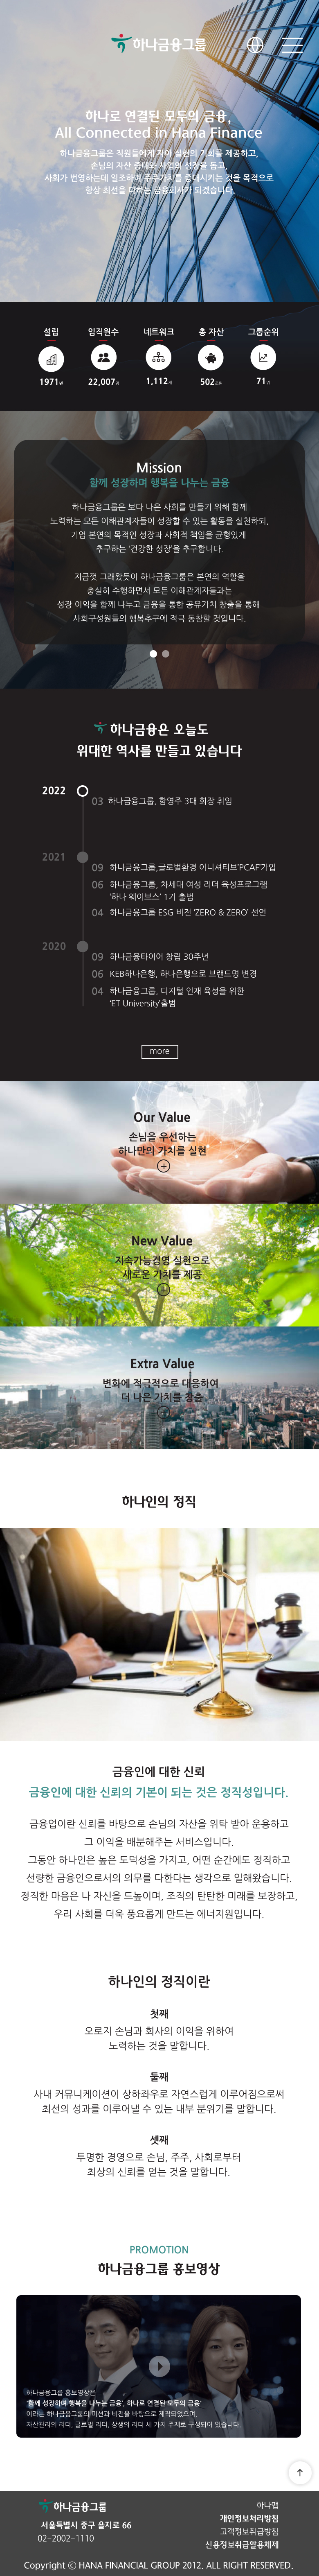 하나금융그룹
하나로 연결된 모두의 금융,
All Connected in Hana Finance
하나금융그룹은 직원들에게 자아 실현의 기회를 제공하고,
손님의 자산 증대와 사업의 성장을 돕고,
사회가 번영하는데 일조하여 주주가치를 증대시키는 것을 목적으로
항상 최선을 다하는 금융회사가 되겠습니다.
설립 임직원수 네트워크 총 자산 그룹순위
1971년 22,007명 1,112개 502조원 71위
Mission
함께 성장하며 행복을 나누는 금융
하나금융그룹은 보다 나은 사회를 만들기 위해 함께
노력하는 모든 이해관계자들이 성장할 수 있는 활동을 실천하되,
기업 본연의 목적인 성장과 사회적 책임을 균형있게
추구하는 '건강한 성장'을 추구합니다.
지금껏 그래왔듯이 하나금융그룹은 본연의 역할을
충실히 수행하면서 모든 이해관계자들과는
성장 이익을 함께 나누고 금융을 통한 공유가치 창출을 통해
사회구성원들의 행복추구에 적극 동참할 것입니다.
하나금융은 오늘도
위대한 역사를 만들고 있습니다
2022
03 하나금융그룹, 함영주 3대 회장 취임
2021
09 하나금융그룹,글로벌환경 이니셔티브'PCAF'가입
06 하나금융그룹, 차세대 여성 리더 육성프로그램
'하나 웨이브스' 1기 출범
04 하나금융그룹 ESG 비전 'ZERO & ZERO' 선언
2020
09 하나금융타이어 창립 30주년
06 KEB하나은행, 하나은행으로 브랜드명 변경
04 하나금융그룹, 디지털 인재 육성을 위한
'ET University'출범
more
Our Value
손님을 우선하는
하나만의 가치를 실현
New Value
지속가능경영 실현으로
새로운 가치를 제공
Extra Value
변화에 적극적으로 대응하여
더 나은 가치를 창출
하나인의 정직
금융인에 대한 신뢰
금융인에 대한 신뢰의 기본이 되는 것은 정직성입니다.
금융업이란 신뢰를 바탕으로 손님의 자산을 위탁 받아 운용하고
그 이익을 배분해주는 서비스입니다.
그동안 하나인은 높은 도덕성을 가지고, 어떤 순간에도 정직하고
선량한 금융인으로서의 의무를 다한다는 생각으로 일해왔습니다.
정직한 마음은 나 자신을 드높이며, 조직의 탄탄한 미래를 보장하고,
우리 사회를 더욱 풍요롭게 만드는 에너지원입니다.
하나인의 정직이란
첫째
오로지 손님과 회사의 이익을 위하여
노력하는 것을 말합니다.
둘째
사내 커뮤니케이션이 상하좌우로 자연스럽게 이루어짐으로써
최선의 성과를 이루어낼 수 있는 내부 분위기를 말합니다.
셋째
투명한 경영으로 손님, 주주, 사회로부터
최상의 신뢰를 얻는 것을 말합니다.
PROMOTION
하나금융그룹 홍보영상
하나금융그룹 홍보영상은
'함께 성장하며 행복을 나누는 금융', 하나로 연결된 모두의 금융'
이라는 하나금융그룹의 미션과 비전을 바탕으로 제작되었으며,
자산관리의 리더, 글로벌 리더, 상생의 리더 세 가지 주제로 구성되어 있습니다.
하나금융그룹
서울특별시 중구 을지로 66
02-2002-1110
하나맵
개인정보처리방침
고객정보취급방침
신용정보취급활용체제
Copyright © HANA FINANCIAL GROUP 2012. ALL RIGHT RESERVED.